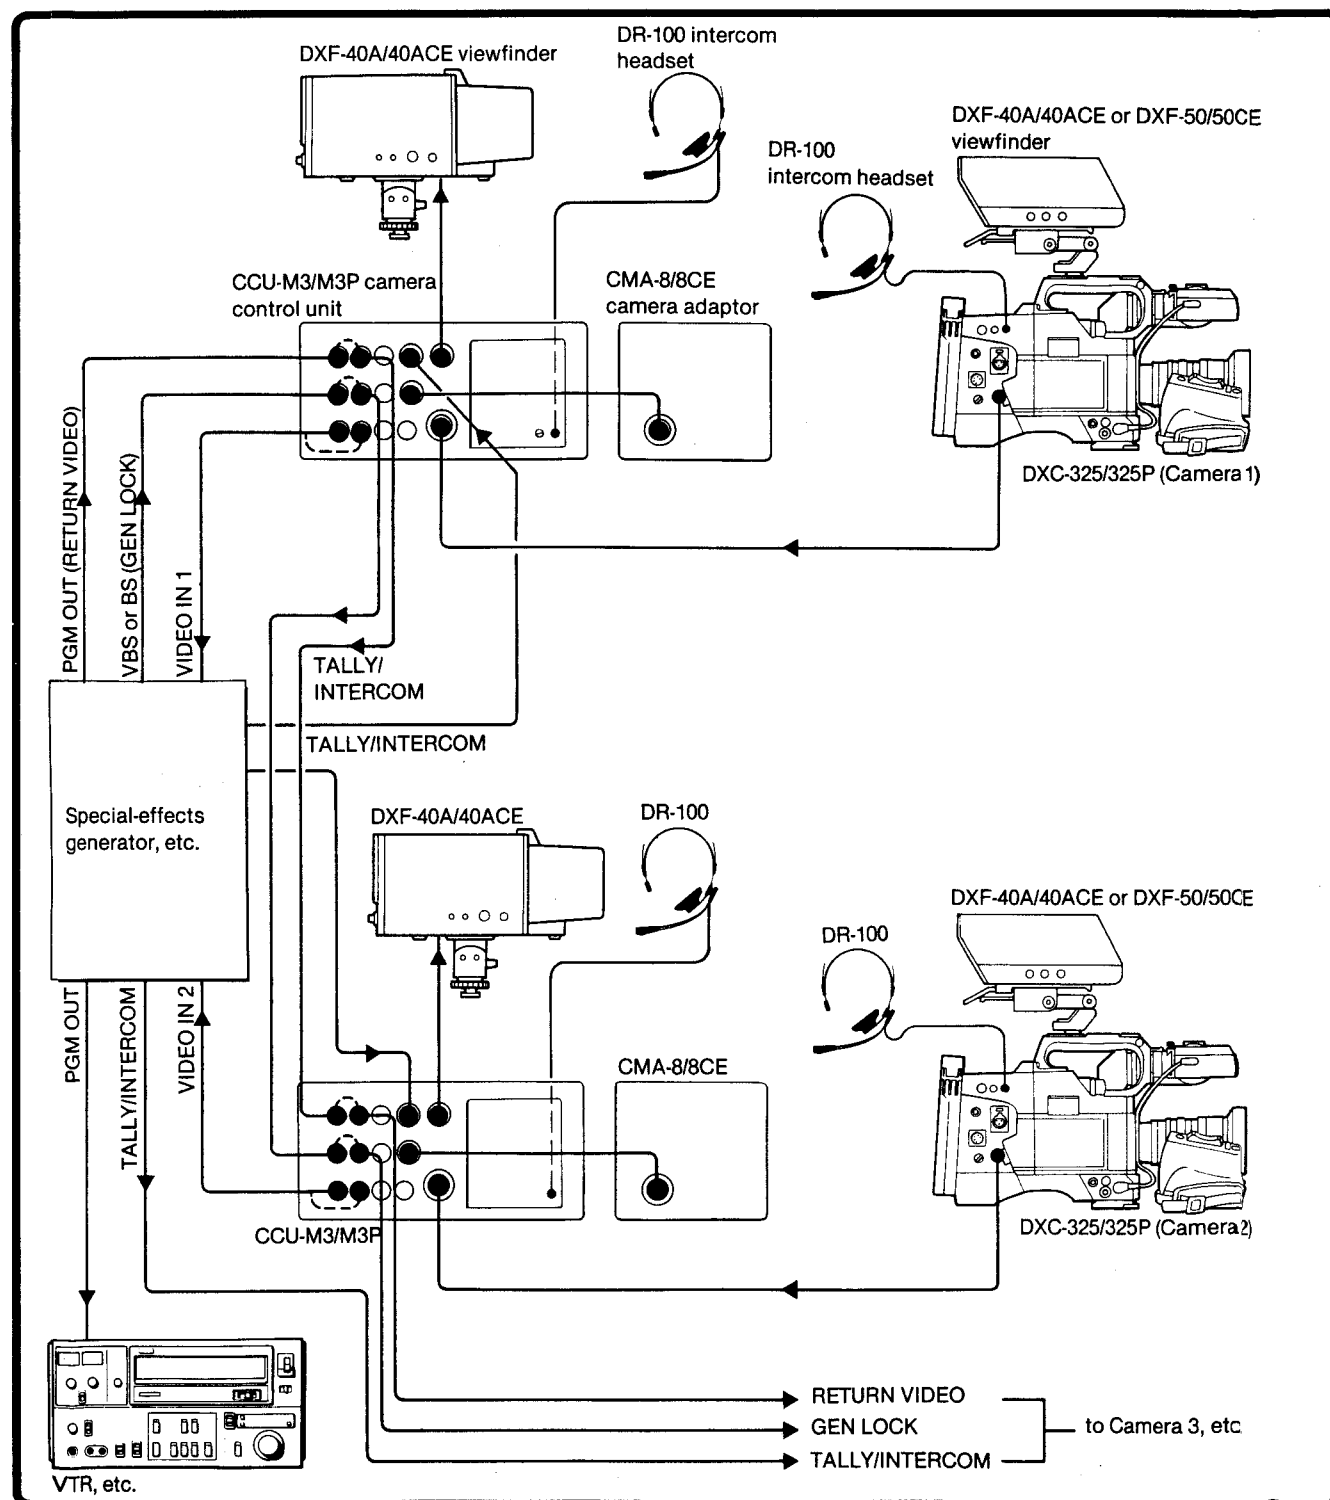 DXF-40A/40ACE viewfinder
DR-100 intercom
headset
DXF-40A/40ACE or DXF-50/50CE
viewfinder
DR-100
intercom headset
CCU-M3/M3P camera
control unit
CMA-8/8CE
camera adaptor
DXC-325/325P (Camera 1)
PGM OUT (RETURN VIDEO)
VBS or BS (GEN LOCK)
VIDEO IN 1
TALLY/
INTERCOM
TALLY/INTERCOM
Special-effects
generator, etc.
DXF-40A/40ACE
DR-100
DXF-40A/40ACE or DXF-50/50CE
DR-100
PGM OUT
TALLY/INTERCOM
VIDEO IN 2
CMA-8/8CE
CCU-M3/M3P
DXC-325/325P (Camera2)
RETURN VIDEO
GEN LOCK
to Camera 3, etc
TALLY/INTERCOM
VTR, etc.